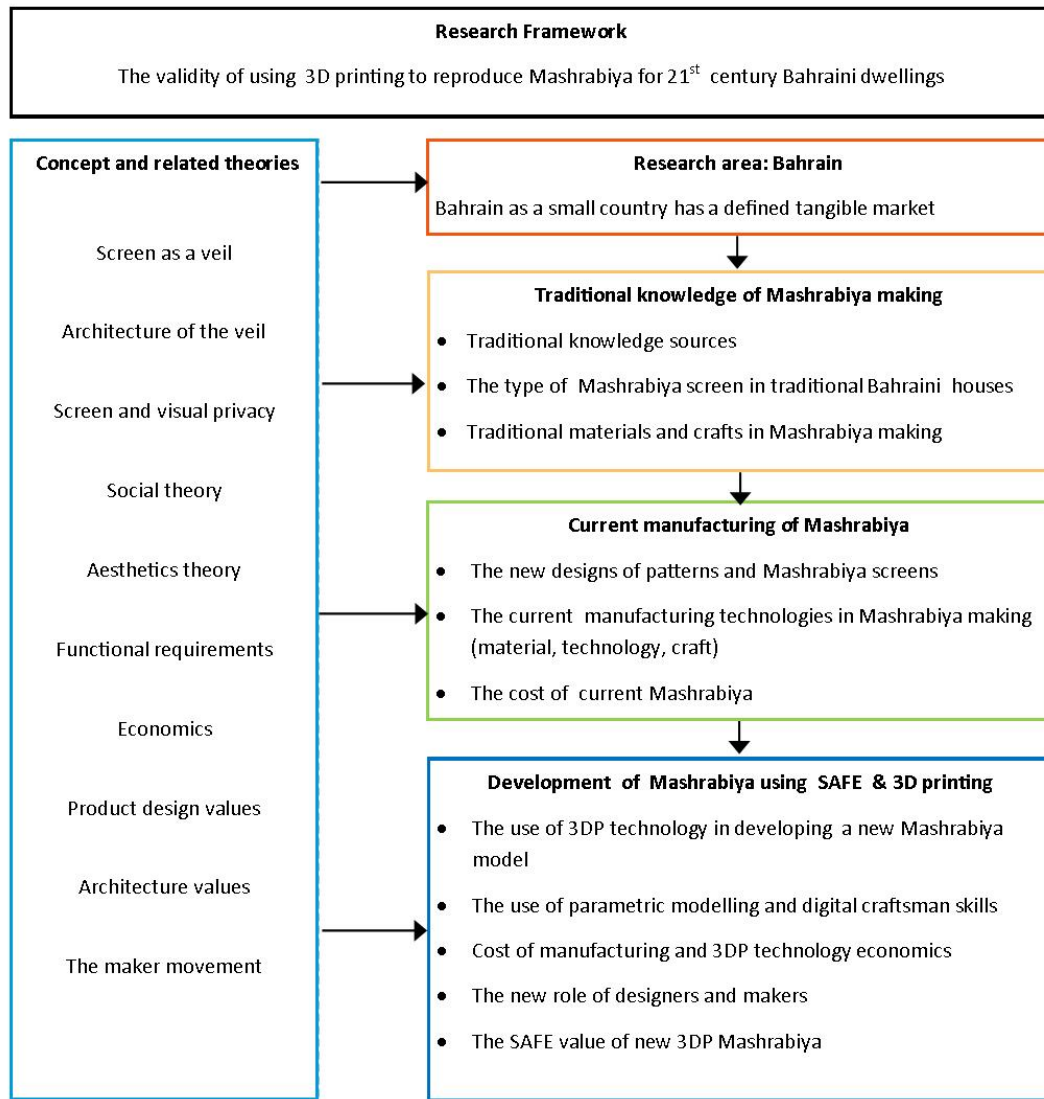 Research Framework
The validity of using 3D printing to reproduce Mashrabiya for 21st century Bahraini dwellings
Concept and related theories
Screen as a veil
Architecture of the veil
Screen and visual privacy
Social theory
Aesthetics theory
Functional requirements
Economics
Product design values
Architecture values
The maker movement
Research area: Bahrain
Bahrain as a small country has a defined tangible market
Traditional knowledge of Mashrabiya making
● Traditional knowledge sources
● The type of Mashrabiya screen in traditional Bahraini houses
● Traditional materials and crafts in Mashrabiya making
Current manufacturing of Mashrabiya
● The new designs of patterns and Mashrabiya screens
● The current manufacturing technologies in Mashrabiya making
(material, technology, craft)
● The cost of current Mashrabiya
Development of Mashrabiya using SAFE & 3D printing
● The use of 3DP technology in developing a new Mashrabiya
model
● The use of parametric modelling and digital craftsman skills
● Cost of manufacturing and 3DP technology economics
● The new role of designers and makers
● The SAFE value of new 3DP Mashrabiya